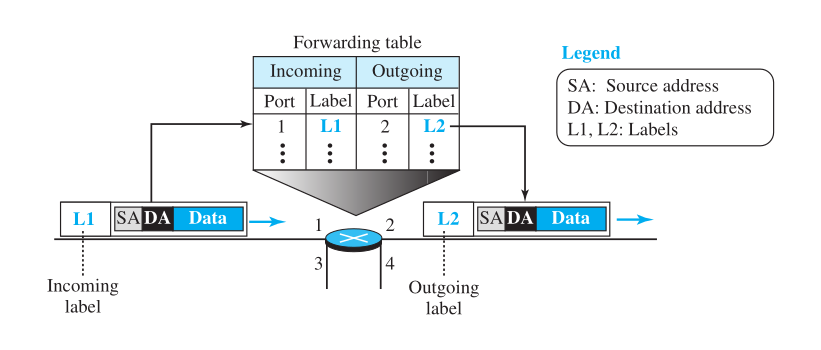 Forwarding table
Incoming Outgoing
Port Label Port Label
1 L1 2 L2
Legend
SA: Source address
DA: Destination address
L1, L2: Labels
L1 SA DA Data
1 2
3 4
L2 SA DA Data
Incoming
label
Outgoing
label